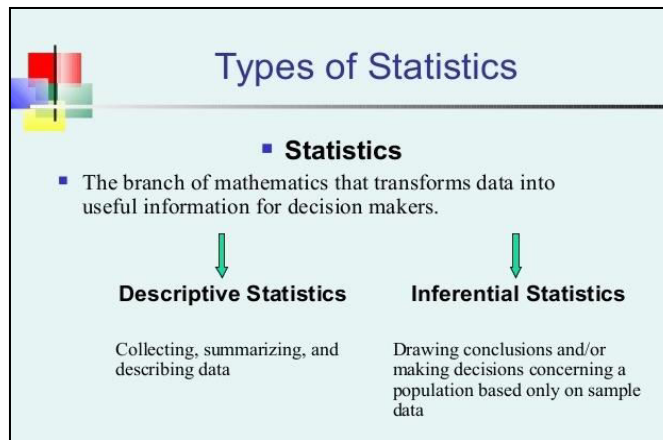 Types of Statistics
Statistics
The branch of mathematics that transforms data into
useful information for decision makers.
Descriptive Statistics
Collecting, summarizing, and
describing data
Inferential Statistics
Drawing conclusions and/or
making decisions concerning a
population based only on sample
data